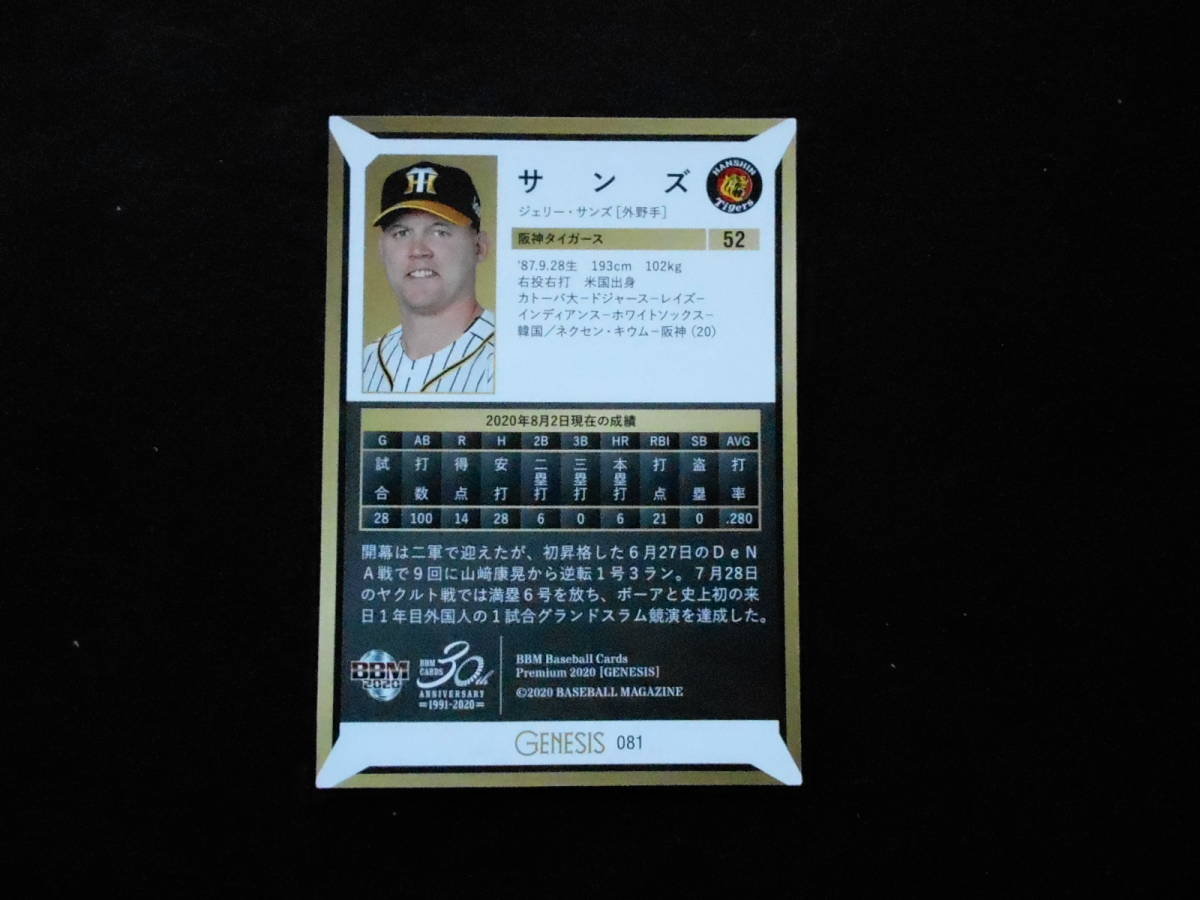 サンズ
HANSHIN
Tigers
ジェリー・サンズ[外野手]
阪神タイガース 52
'87.9.28生 193cm 102kg
右投右打 米国出身
カトーバ大−ドジャース−レイズ−
インディアンス−ホワイトソックス−
韓国／ネクセン・キウム−阪神(20)
2020年8月2日現在の成績
G AB R H 2B 3B HR RBI SB AVG
試合 打数 得点 安打 二塁打 三塁打 本塁打 打点 盗塁 打率
28 100 14 28 6 0 6 21 0 .280
開幕は二軍で迎えたが、初昇格した6月27日のDeN
A戦で9回に山﨑康晃から逆転1号3ラン。7月28日
のヤクルト戦では満塁6号を放ち、ボーアと史上初の来
日1年目外国人の1試合グランドスラム競演を達成した。
BBM
2020
BBM CARDS 30th
ANNIVERSARY
=1991-2020=
BBM Baseball Cards
Premium 2020 [GENESIS]
©2020 BASEBALL MAGAZINE
GENESIS 081